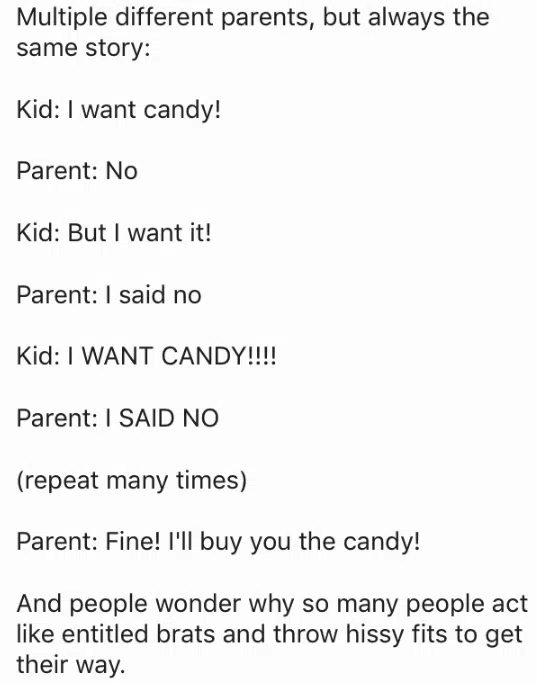 Multiple different parents, but always the
same story:
Kid: I want candy!
Parent: No
Kid: But I want it!
Parent: I said no
Kid: I WANT CANDY!!!!
Parent: I SAID NO
(repeat many times)
Parent: Fine! I'll buy you the candy!
And people wonder why so many people act
like entitled brats and throw hissy fits to get
their way.